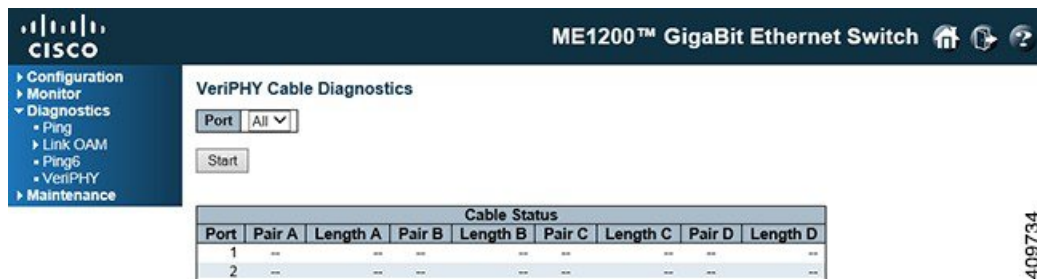 CISCO
ME1200™ GigaBit Ethernet Switch
Configuration
Monitor
Diagnostics
Ping
Link OAM
Ping6
VeriPHY
Maintenance
VeriPHY Cable Diagnostics
Port All
Start
Cable Status
Port Pair A Length A Pair B Length B Pair C Length C Pair D Length D
1 -- -- -- -- -- -- -- --
2 -- -- -- -- -- -- -- --
409734